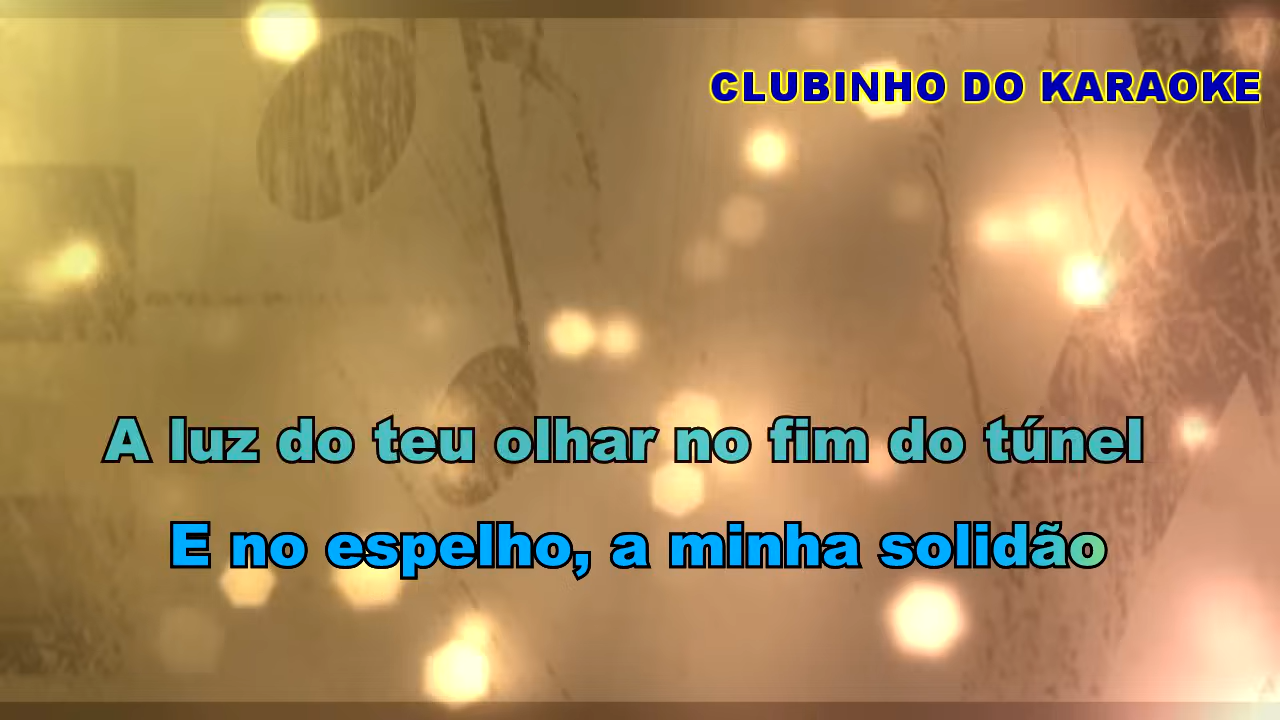 CLUBINHO DO KARAOKE
A luz do teu olhar no fim do túnel
E no espelho, a minha solidão